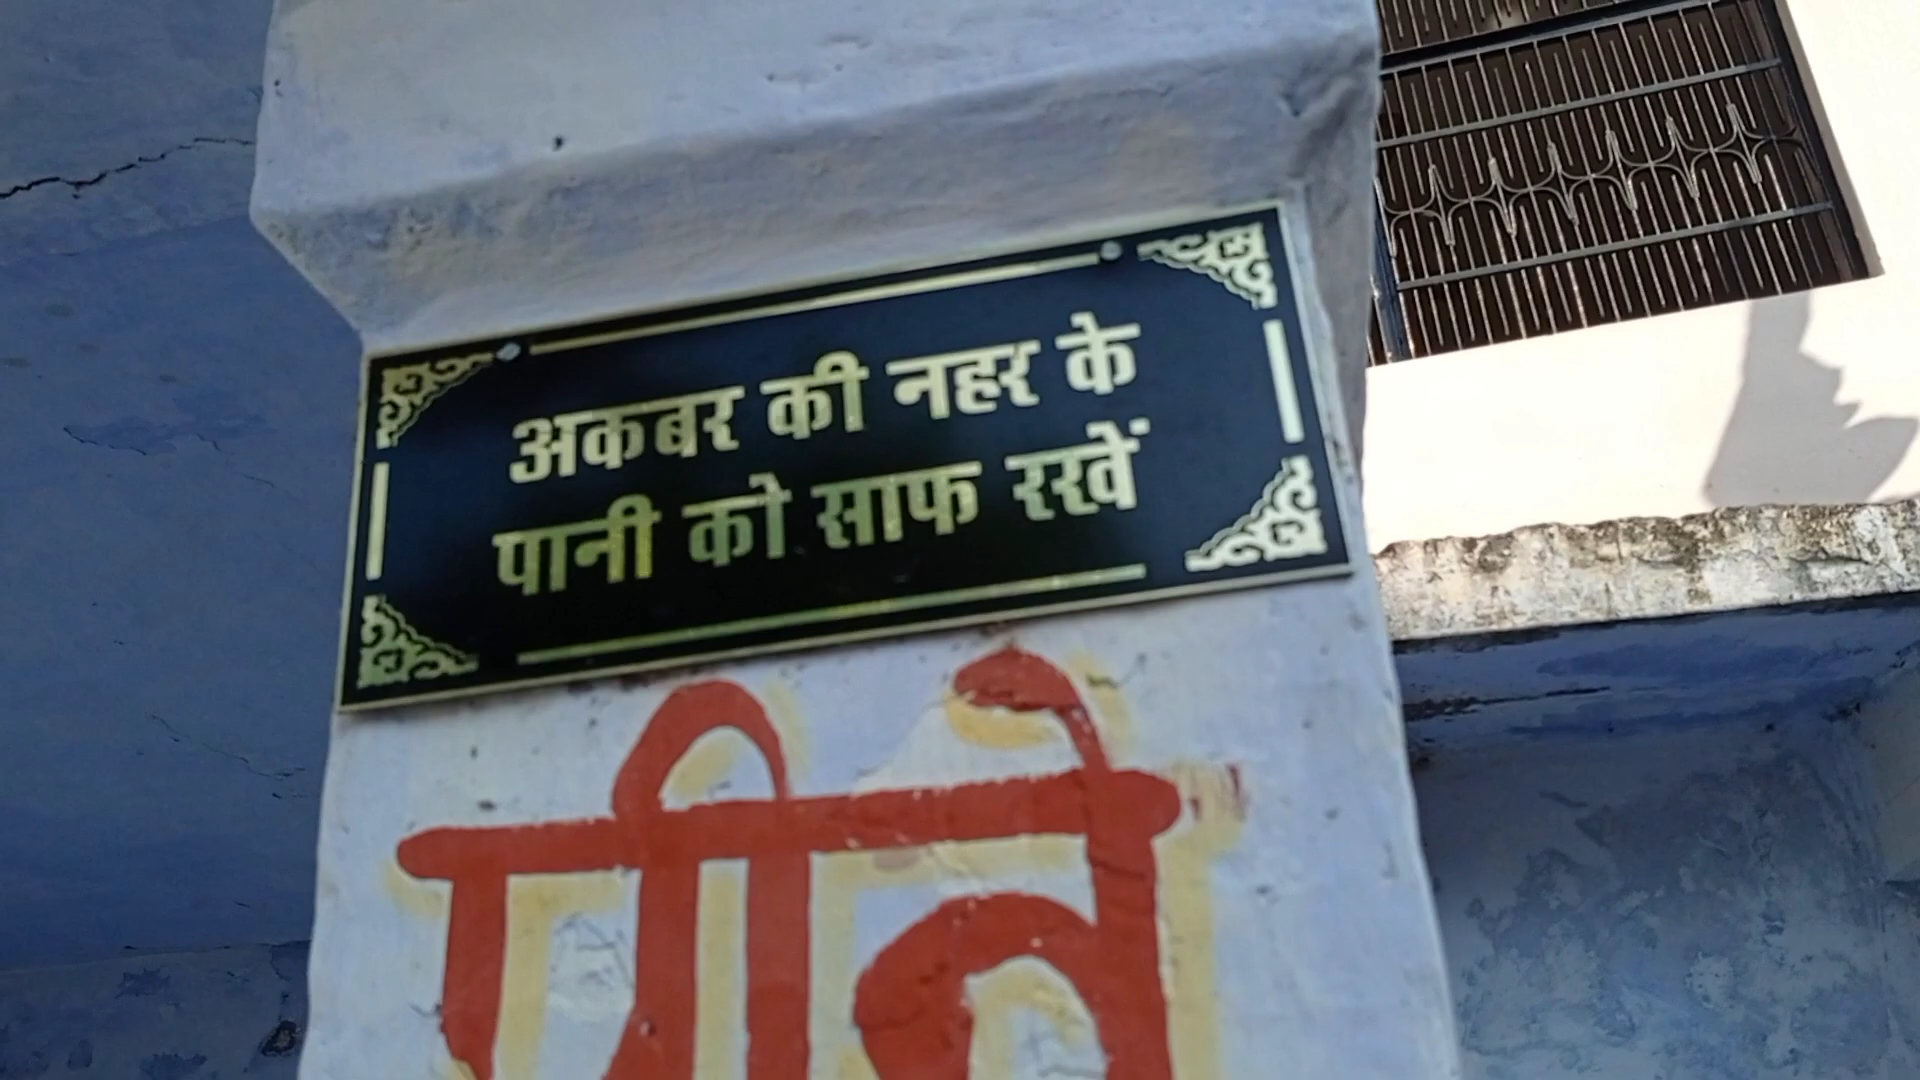 अकबर की नहर के
पानी को साफ रखें
पीने